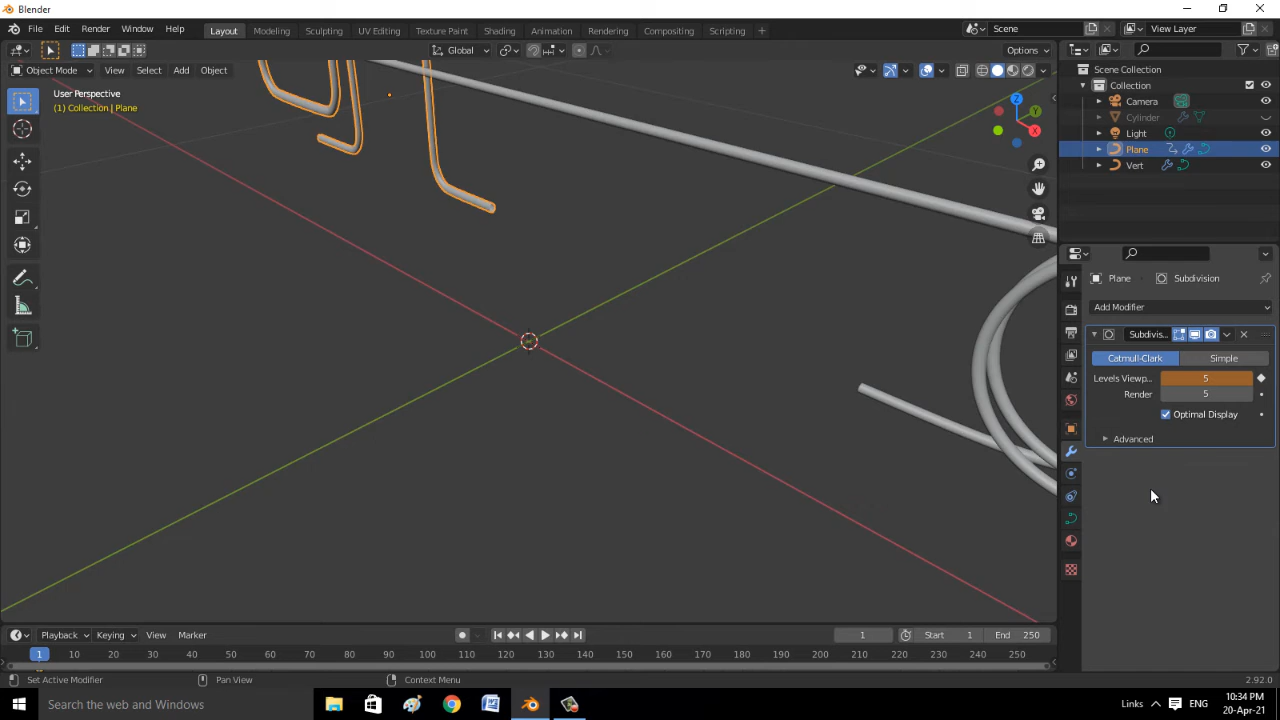 Blender
File Edit Render Window Help Layout Modeling Sculpting UV Editing Texture Paint Shading Animation Rendering Compositing Scripting + Scene View Layer
Global Options
Object Mode View Select Add Object
Scene Collection
Collection
Camera
Cylinder
Light
Plane
Vert
User Perspective
(1) Collection | Plane
Z
Y
X
Plane Subdivision
Add Modifier
Subdivis...
Catmull-Clark Simple
Levels Viewp... 5
Render 5
Optimal Display
Advanced
Playback Keying View Marker 1 Start 1 End 250
1 10 20 30 40 50 60 70 80 90 100 110 120 130 140 150 160 170 180 190 200 210 220 230 240 250
Set Active Modifier Pan View Context Menu 2.92.0
Search the web and Windows
Links ENG
10:34 PM
20-Apr-21